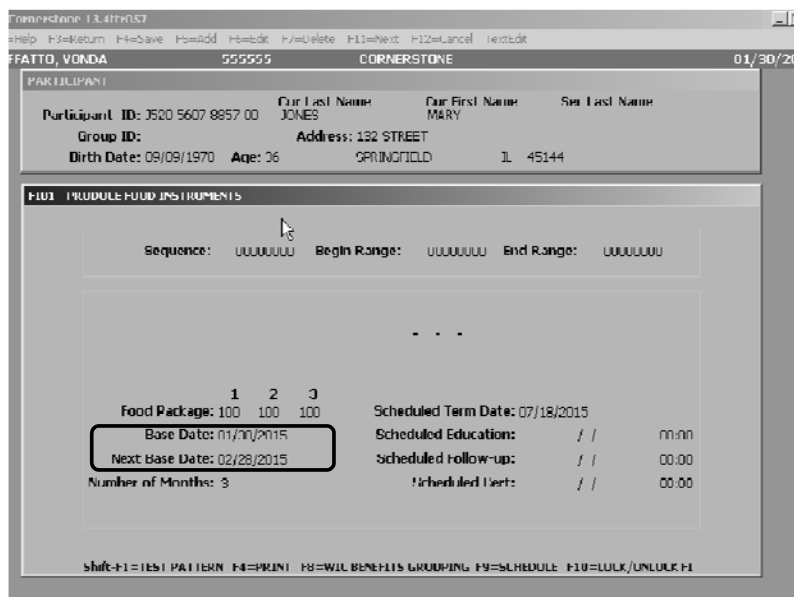 Cornerstone
=Help F3=Return F4=Save F5=Add F6=Edit F7=Delete F11=Next F12=Cancel TextEdit
FFATTO, VONDA 555555 CORNERSTONE 01/30/20
PARTICIPANT
Cur Last Name Cur First Name Ser Last Name
Participant ID: J520 5607 8857 00 JONES MARY
Group ID: Address: 132 STREET
Birth Date: 09/09/1970 Age: 36 SPRINGFIELD IL 45144
FI01 PRODUCE FOOD INSTRUMENTS
Sequence: 00000000 Begin Range: 00000000 End Range: 00000000
- - -
1 2 3
Food Package: 100 100 100 Scheduled Term Date: 07/18/2015
Base Date: 01/30/2015 Scheduled Education: / / 00:00
Next Base Date: 02/28/2015 Scheduled Follow-up: / / 00:00
Number of Months: 3 Scheduled Cert: / / 00:00
Shift-F1=TEST PATTERN F4=PRINT F8=WIC BENEFITS GROUPING F9=SCHEDULE F10=LOCK/UNLOCK FI